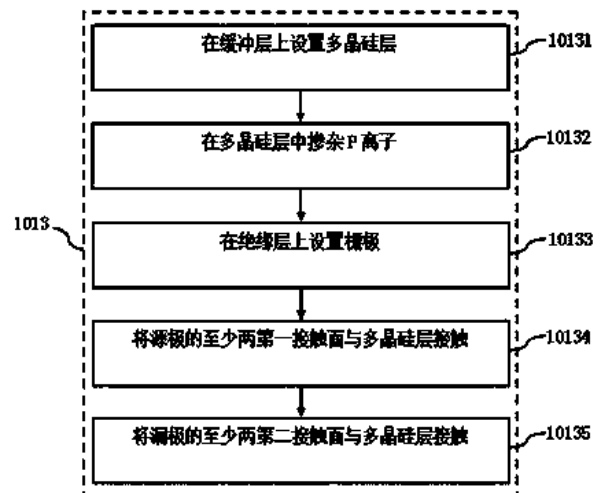 在缓冲层上设置多晶硅层
10131
在多晶硅层中掺杂P离子
10132
1013
在绝缘层上设置栅极
10133
将源极的至少两第一接触面与多晶硅层接触
10134
将漏极的至少两第二接触面与多晶硅层接触
10135